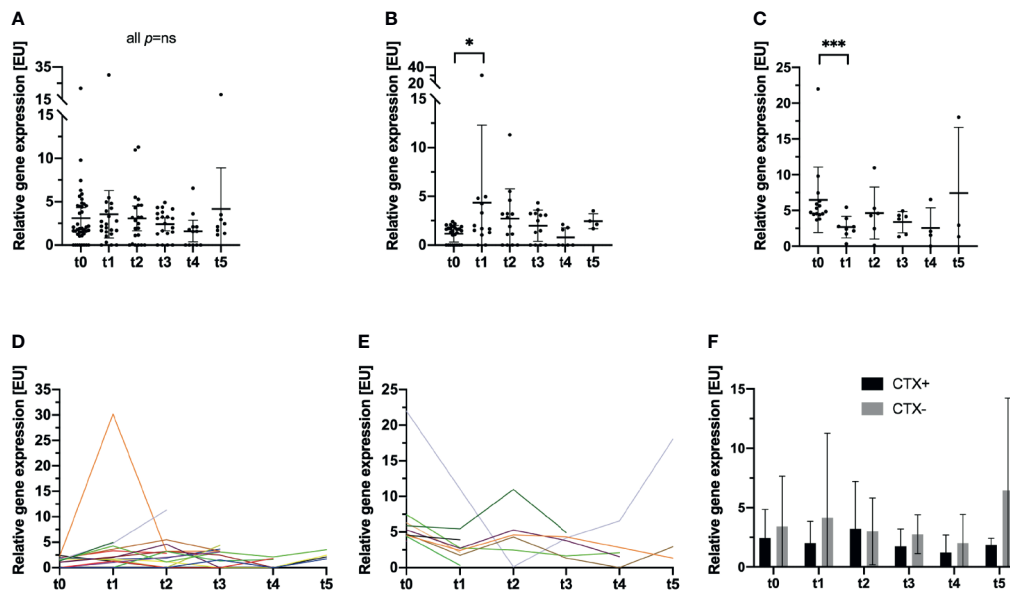 A
all p=ns
Relative gene expression [EU]
35
15
15
10
5
0
t0 t1 t2 t3 t4 t5
B
*
Relative gene expression [EU]
40
20
15
10
5
0
t0 t1 t2 t3 t4 t5
C
***
Relative gene expression [EU]
25
20
15
10
5
0
t0 t1 t2 t3 t4 t5
D
Relative gene expression [EU]
35
30
25
20
15
10
5
0
t0 t1 t2 t3 t4 t5
E
Relative gene expression [EU]
25
20
15
10
5
0
t0 t1 t2 t3 t4 t5
F
CTX+
CTX-
Relative gene expression [EU]
15
10
5
0
t0 t1 t2 t3 t4 t5